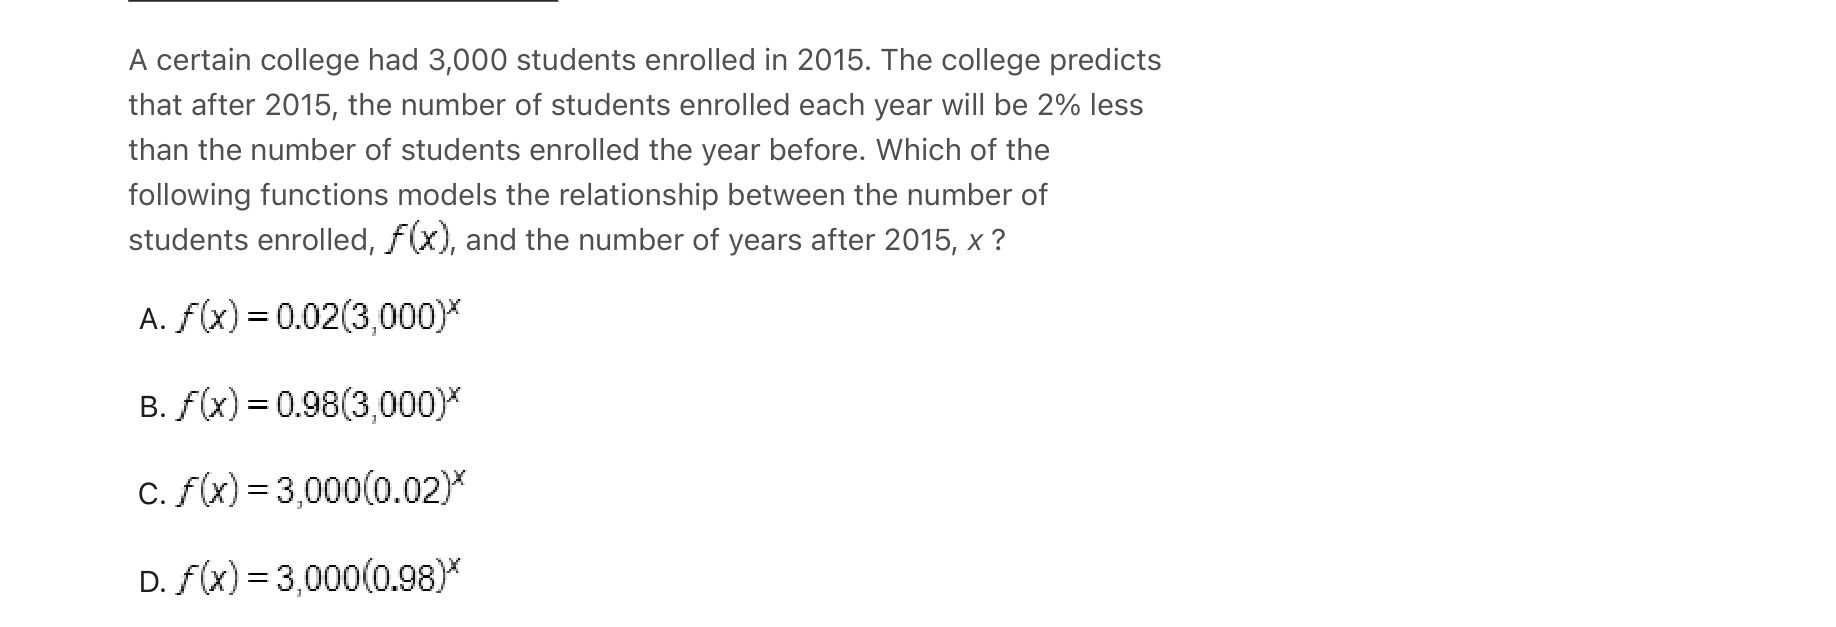 A certain college had 3,000 students enrolled in 2015. The college predicts
that after 2015, the number of students enrolled each year will be 2% less
than the number of students enrolled the year before. Which of the
following functions models the relationship between the number of
students enrolled, f(x), and the number of years after 2015, x ?
A. f(x) = 0.02(3,000)ˣ
B. f(x) = 0.98(3,000)ˣ
C. f(x) = 3,000(0.02)ˣ
D. f(x) = 3,000(0.98)ˣ